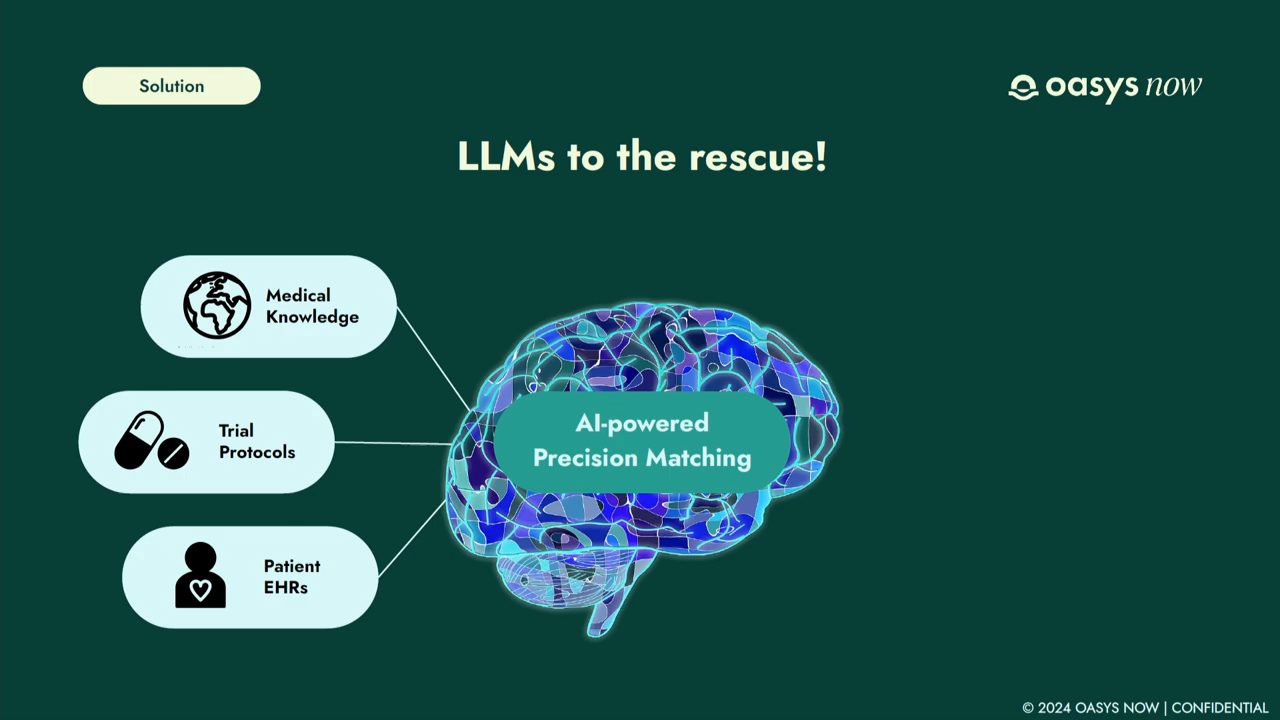 Solution
oasys now
LLMs to the rescue!
Medical
Knowledge
Trial
Protocols
Patient
EHRs
AI-powered
Precision Matching
© 2024 OASYS NOW | CONFIDENTIAL